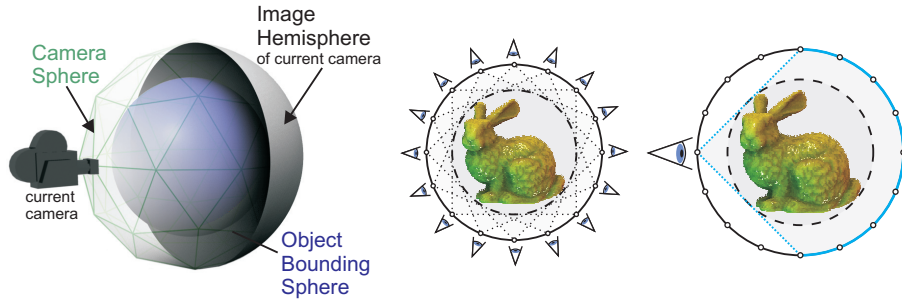 Image
Hemisphere
of current camera
Camera
Sphere
current
camera
Object
Bounding
Sphere